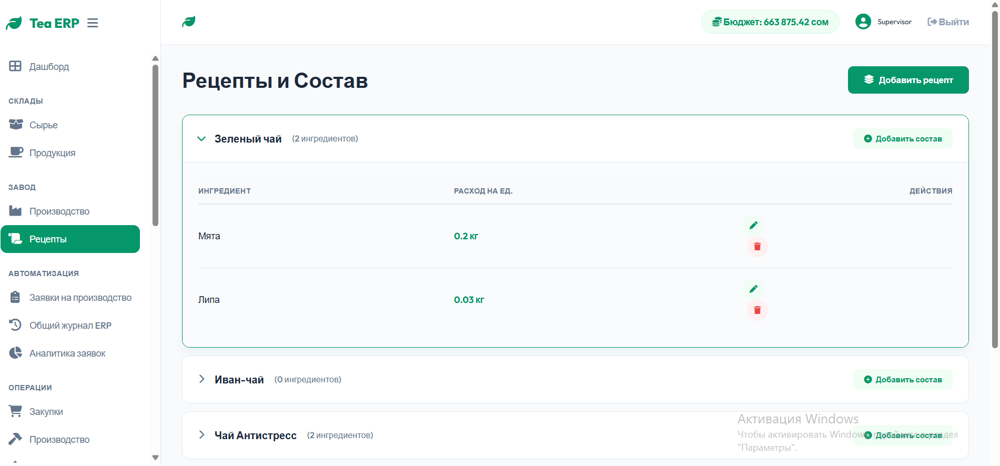 Tea ERP
Бюджет: 663 875.42 сом
Supervisor
Выйти
Дашборд
СКЛАДЫ
Сырье
Продукция
ЗАВОД
Производство
Рецепты
АВТОМАТИЗАЦИЯ
Заявки на производство
Общий журнал ERP
Аналитика заявок
ОПЕРАЦИИ
Закупки
Производство
Рецепты и Состав
Добавить рецепт
Зеленый чай (2 ингредиентов)
Добавить состав
ИНГРЕДИЕНТ РАСХОД НА ЕД. ДЕЙСТВИЯ
Мята 0.2 кг
Липа 0.03 кг
Иван-чай (0 ингредиентов)
Добавить состав
Чай Антистресс (2 ингредиентов)
Добавить состав
Активация Windows
Чтобы активировать Windows, перейдите в раздел
"Параметры".